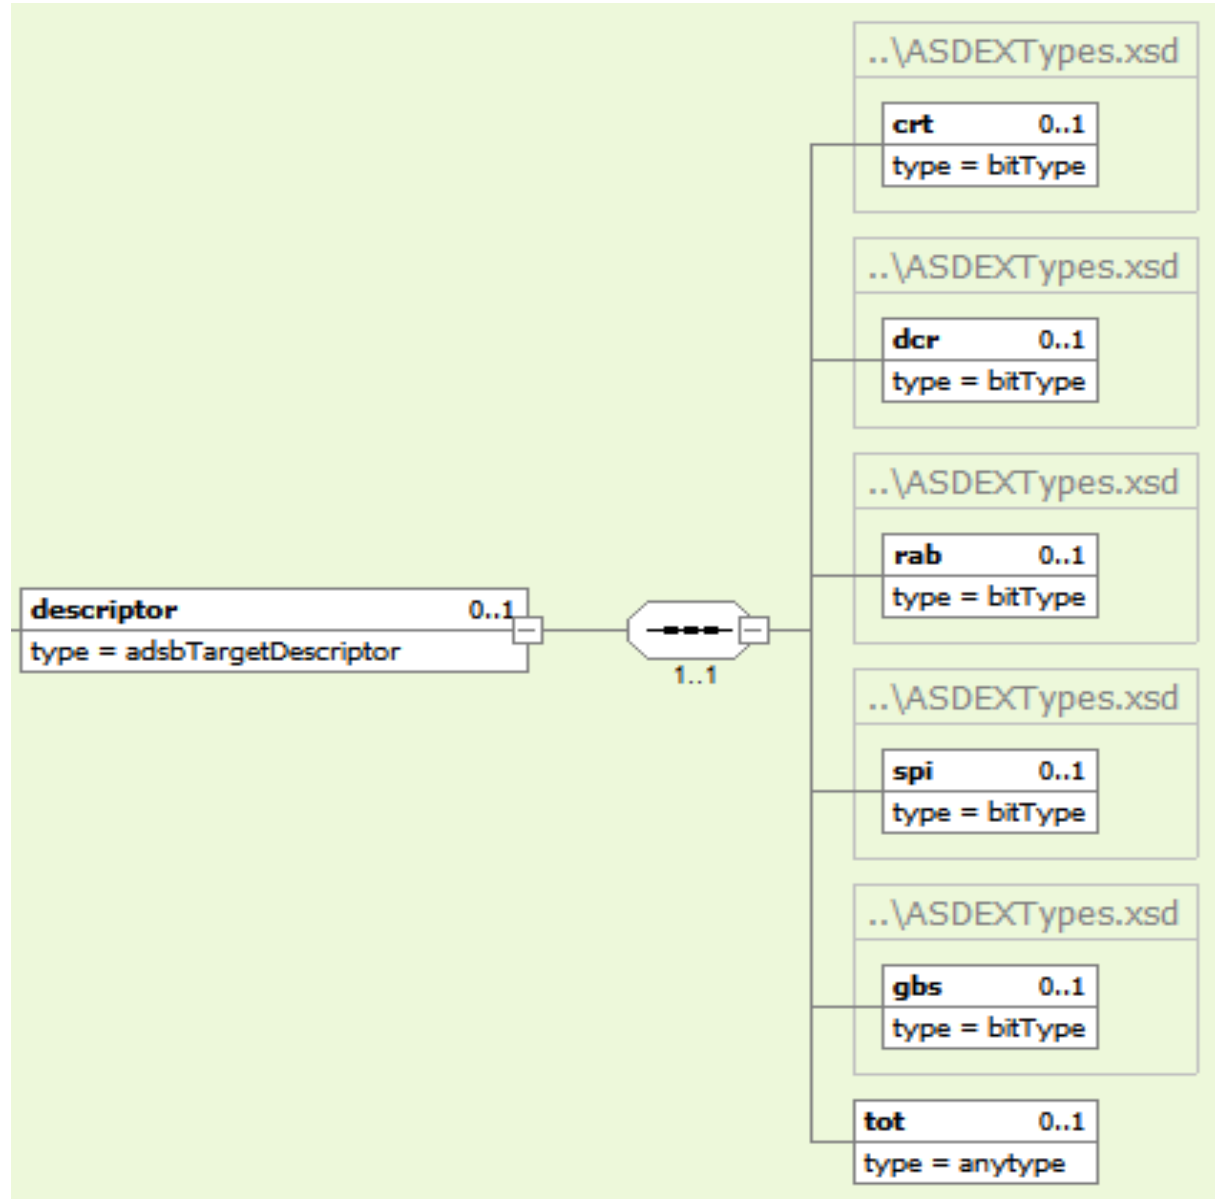 ..\ASDEXTypes.xsd
crt 0..1
type = bitType
..\ASDEXTypes.xsd
dcr 0..1
type = bitType
..\ASDEXTypes.xsd
rab 0..1
type = bitType
descriptor 0..1
type = adsbTargetDescriptor
1..1
..\ASDEXTypes.xsd
spi 0..1
type = bitType
..\ASDEXTypes.xsd
gbs 0..1
type = bitType
tot 0..1
type = anytype